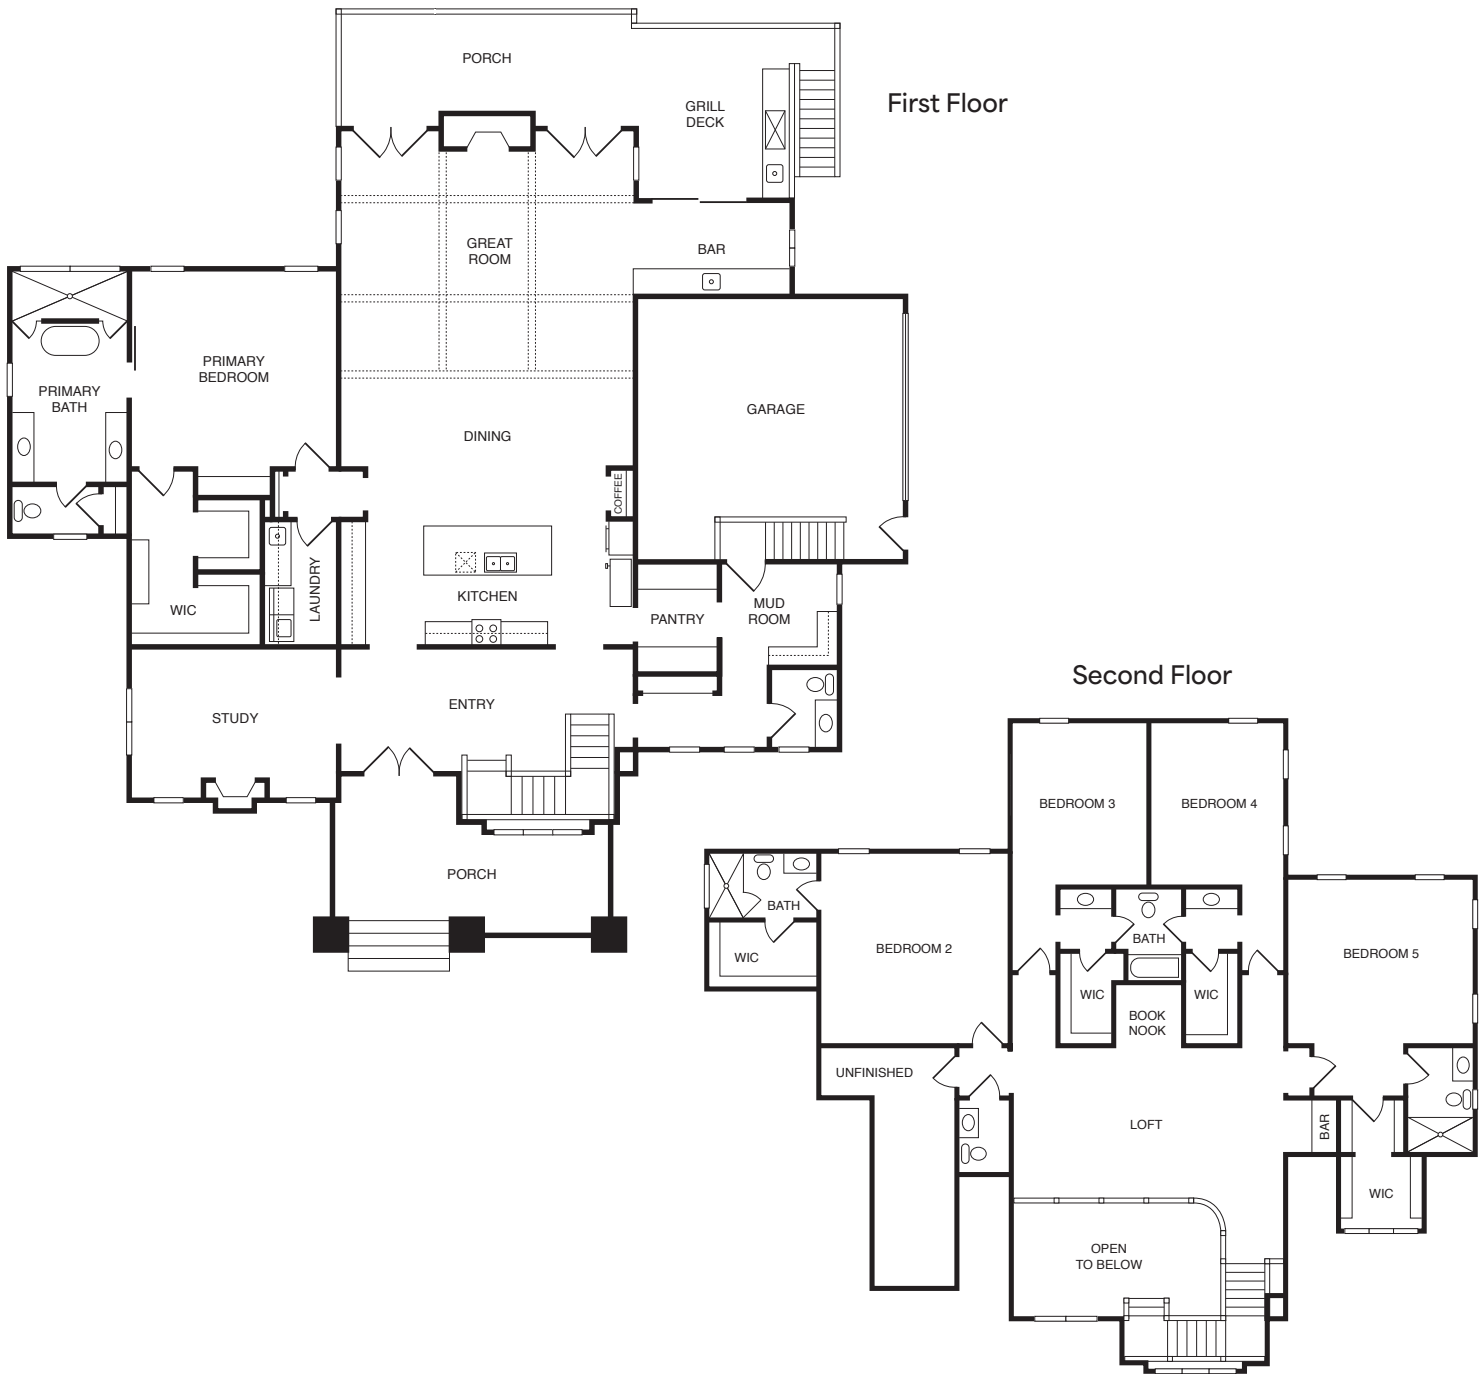 First Floor
PORCH
GRILL
DECK
GREAT
ROOM
BAR
PRIMARY
BEDROOM
PRIMARY
BATH
GARAGE
DINING
COFFEE
LAUNDRY
KITCHEN
WIC
PANTRY
MUD
ROOM
STUDY
ENTRY
PORCH
Second Floor
BEDROOM 3
BEDROOM 4
BATH
WIC
BEDROOM 2
BATH
BEDROOM 5
WIC
WIC
BOOK
NOOK
UNFINISHED
LOFT
BAR
WIC
OPEN
TO BELOW